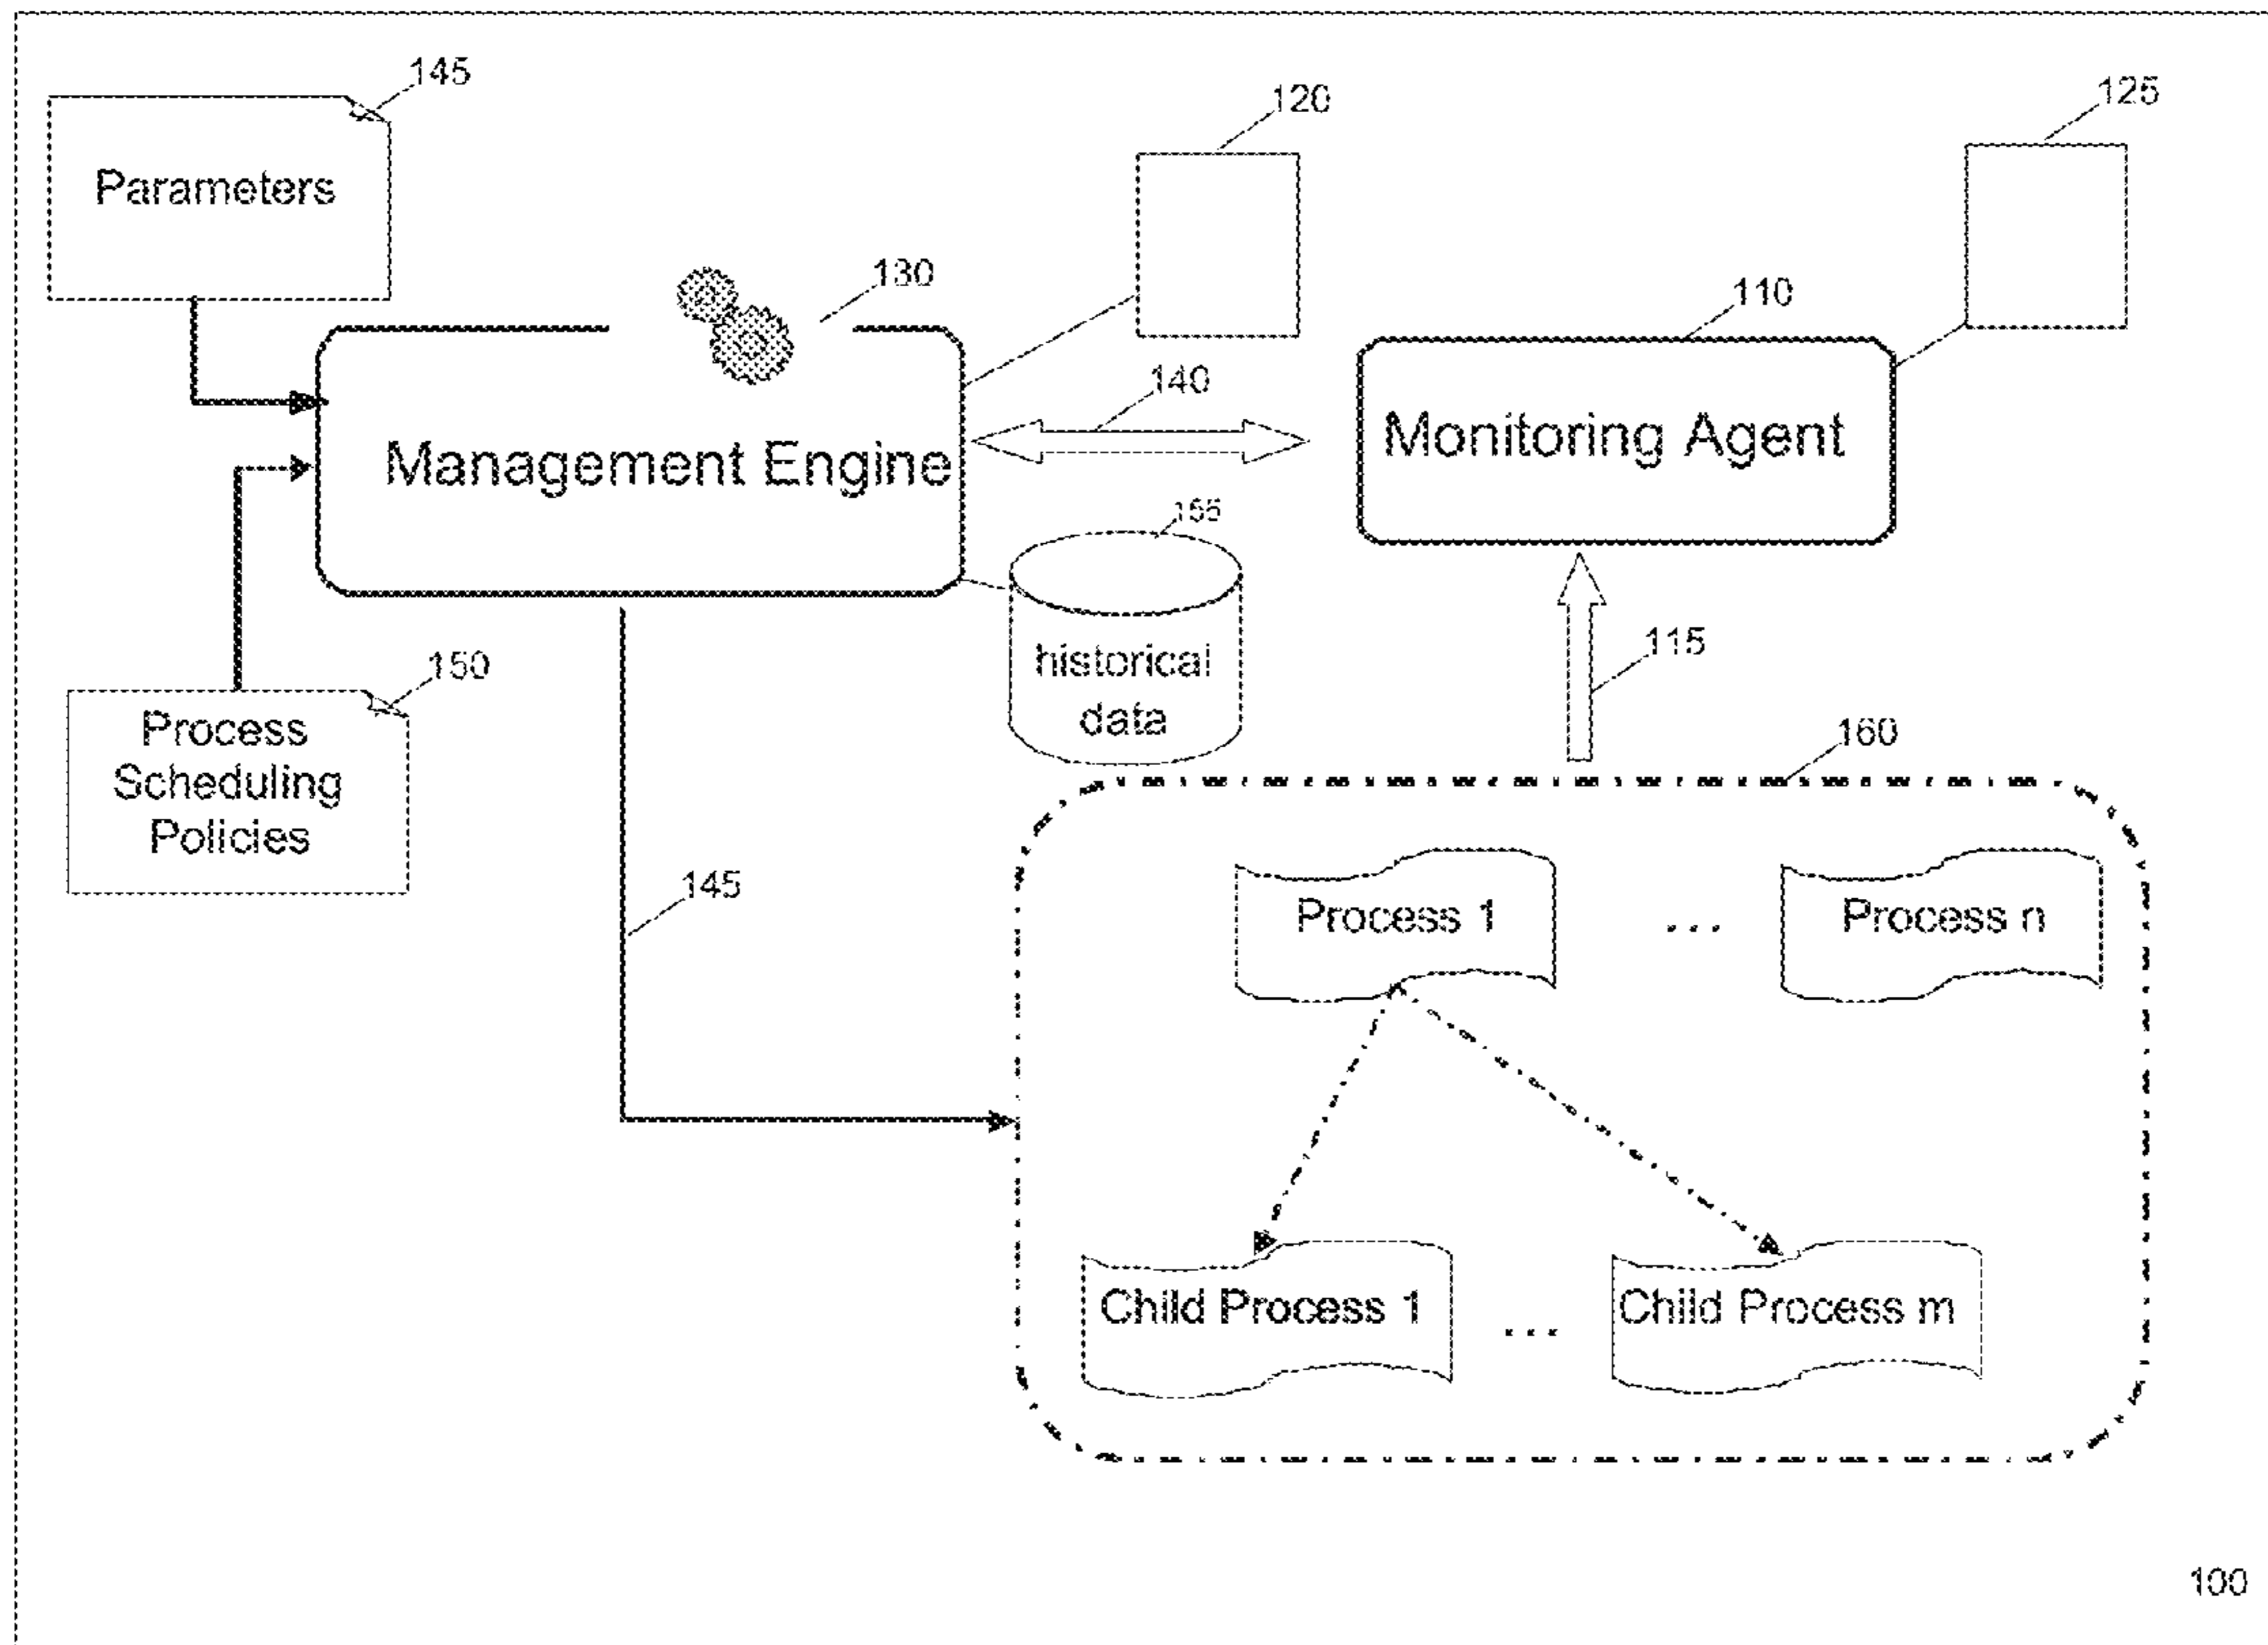 145
120
125
Parameters
130
110
140
Management Engine
Monitoring Agent
155
historical
data
115
150
Process
Scheduling
Policies
160
145
Process 1
...
Process n
Child Process 1
...
Child Process m
100